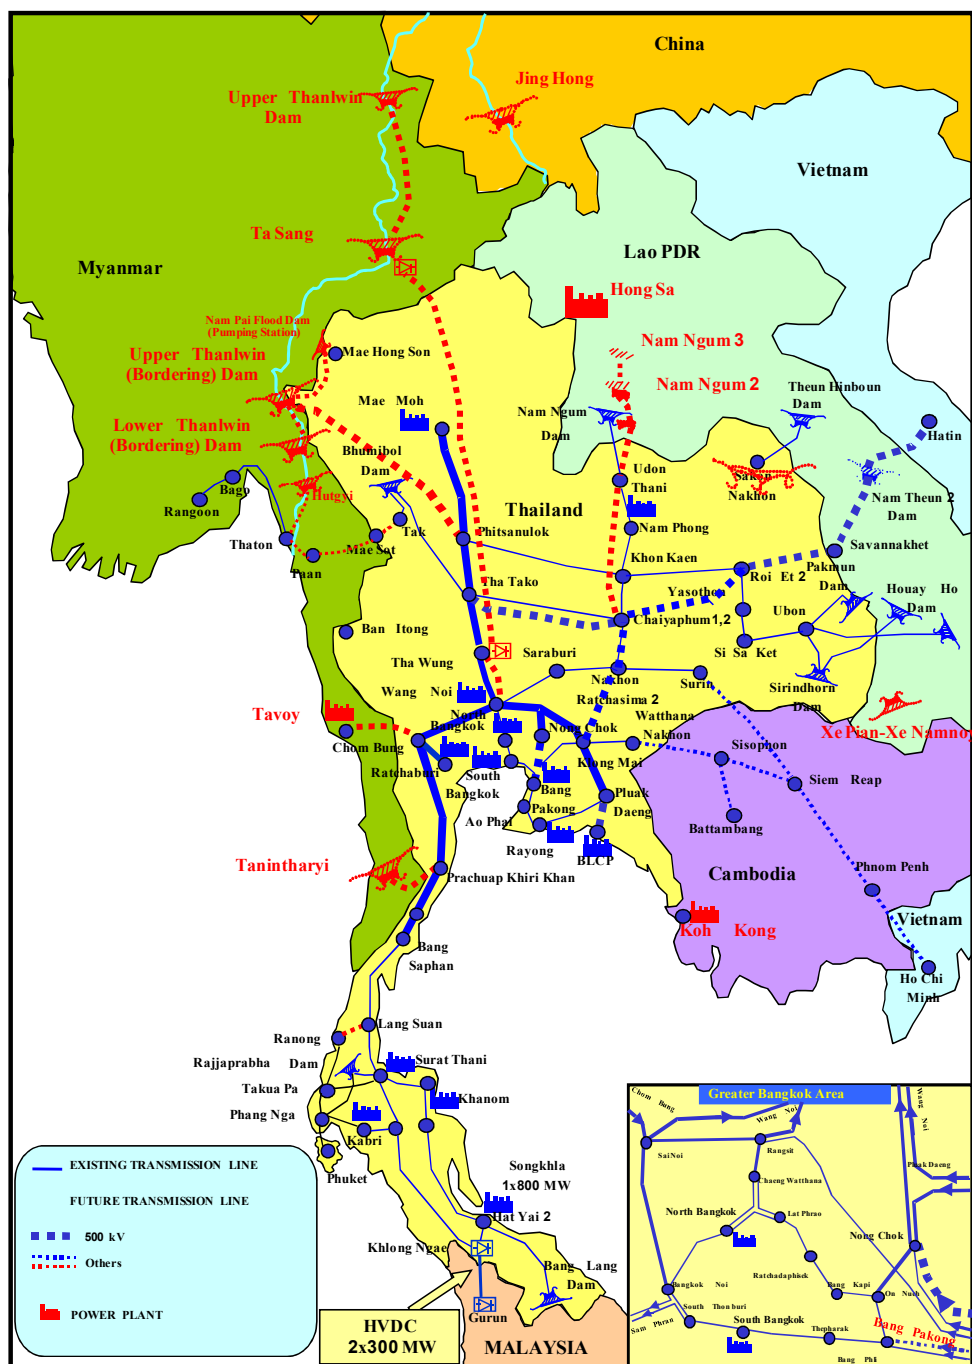 China
Jing Hong
Upper Thanlwin
Dam
Vietnam
Ta Sang
Lao PDR
Myanmar
Hong Sa
Nam Pai Flood Dam
(Pumping Station)
Mae Hong Son
Nam Ngum 3
Upper Thanlwin
(Bordering) Dam
Nam Ngum 2
Theun Hinboun
Dam
Mae Moh
Nam Ngum
Dam
Hatin
Lower Thanlwin
(Bordering) Dam
Bhumibol
Dam
Udon
Thani
Sakon
Nakhon
Hutgyi
Bago
Rangoon
Nam Theun 2
Dam
Thailand
Tak
Nam Phong
Thaton
Mae Sot
Phitsanulok
Savannakhet
Paan
Khon Kaen
Roi Et 2
Pakmun
Dam
Tha Tako
Yasothon
Houay Ho
Dam
Chaiyaphum 1,2
Ubon
Ban Itong
Saraburi
Si Sa Ket
Tha Wung
Nakhon
Ratchasima 2
Surin
Sirindhorn
Dam
Wang Noi
Tavoy
North
Bangkok
Nong Chok
Watthana
Nakhon
Xe Pian-Xe Namnoy
Chom Bung
Klong Mai
Sisophon
Ratchaburi
South
Bangkok
Bang
Pakong
Pluak
Daeng
Siem Reap
Ao Phai
Battambang
Rayong
BLCP
Tanintharyi
Prachuap Khiri Khan
Cambodia
Phnom Penh
Vietnam
Koh Kong
Bang
Saphan
Ho Chi
Minh
Lang Suan
Ranong
Rajjaprabha Dam
Surat Thani
Takua Pa
Khanom
Phang Nga
Kabri
Phuket
Songkhla
1x800 MW
Hat Yai 2
Khlong Ngae
Bang Lang
Dam
Gurun
HVDC
2x300 MW
MALAYSIA
EXISTING TRANSMISSION LINE
FUTURE TRANSMISSION LINE
500 kV
Others
POWER PLANT
Greater Bangkok Area
Chom Bang
Wang Noi
Wang Noi
Sai Noi
Rangsit
Pluak Daeng
Chaeng Watthana
North Bangkok
Lat Phrao
Nong Chok
Ratchadaphisek
Bangkok Noi
Bang Kapi
On Nuch
South Thon buri
Sam Phran
South Bangkok
Thepharak
Bang Pakong
Bang Phli